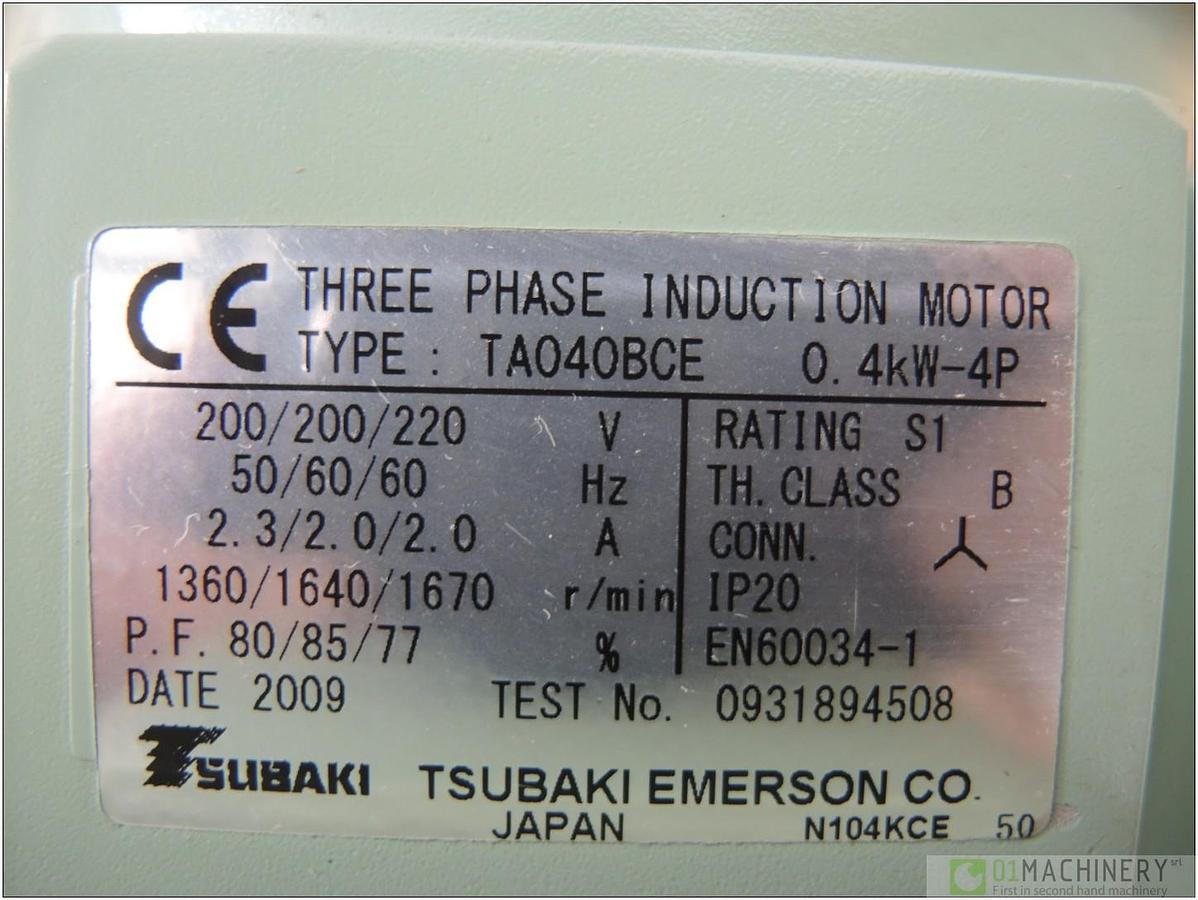 CE THREE PHASE INDUCTION MOTOR
TYPE : TA040BCE 0.4kW-4P
200/200/220 V RATING S1
50/60/60 Hz TH. CLASS B
2.3/2.0/2.0 A CONN.
1360/1640/1670 r/min IP20
P.F. 80/85/77 % EN60034-1
DATE 2009 TEST No. 0931894508
TSUBAKI TSUBAKI EMERSON CO.
JAPAN N104KCE 50
01MACHINERY srl
First in second hand machinery